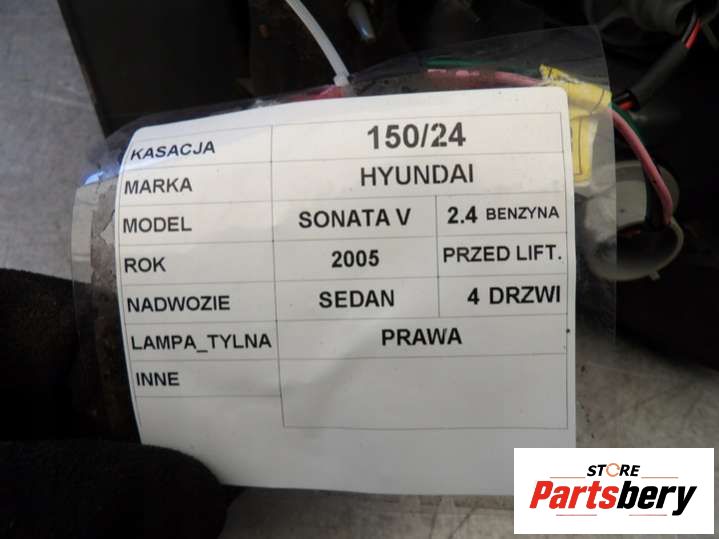 KASACJA 150/24
MARKA HYUNDAI
MODEL SONATA V 2.4 BENZYNA
ROK 2005 PRZED LIFT.
NADWOZIE SEDAN 4 DRZWI
LAMPA_TYLNA PRAWA
INNE
STORE
Partsbery